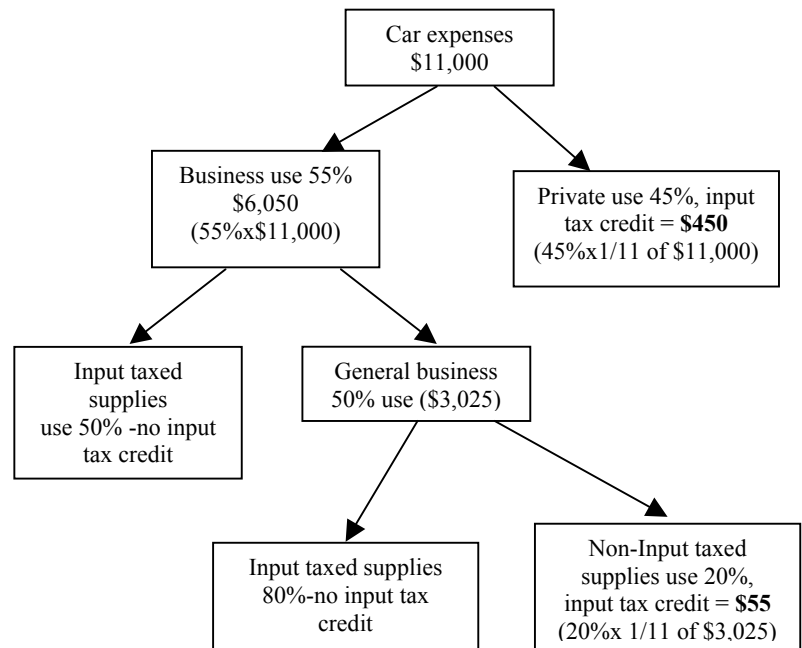 Car expenses
$11,000
Business use 55%
$6,050
(55%x$11,000)
Private use 45%, input
tax credit = $450
(45%x1/11 of $11,000)
Input taxed
supplies
use 50% -no input
tax credit
General business
50% use ($3,025)
Input taxed supplies
80%-no input tax
credit
Non-Input taxed
supplies use 20%,
input tax credit = $55
(20%x 1/11 of $3,025)